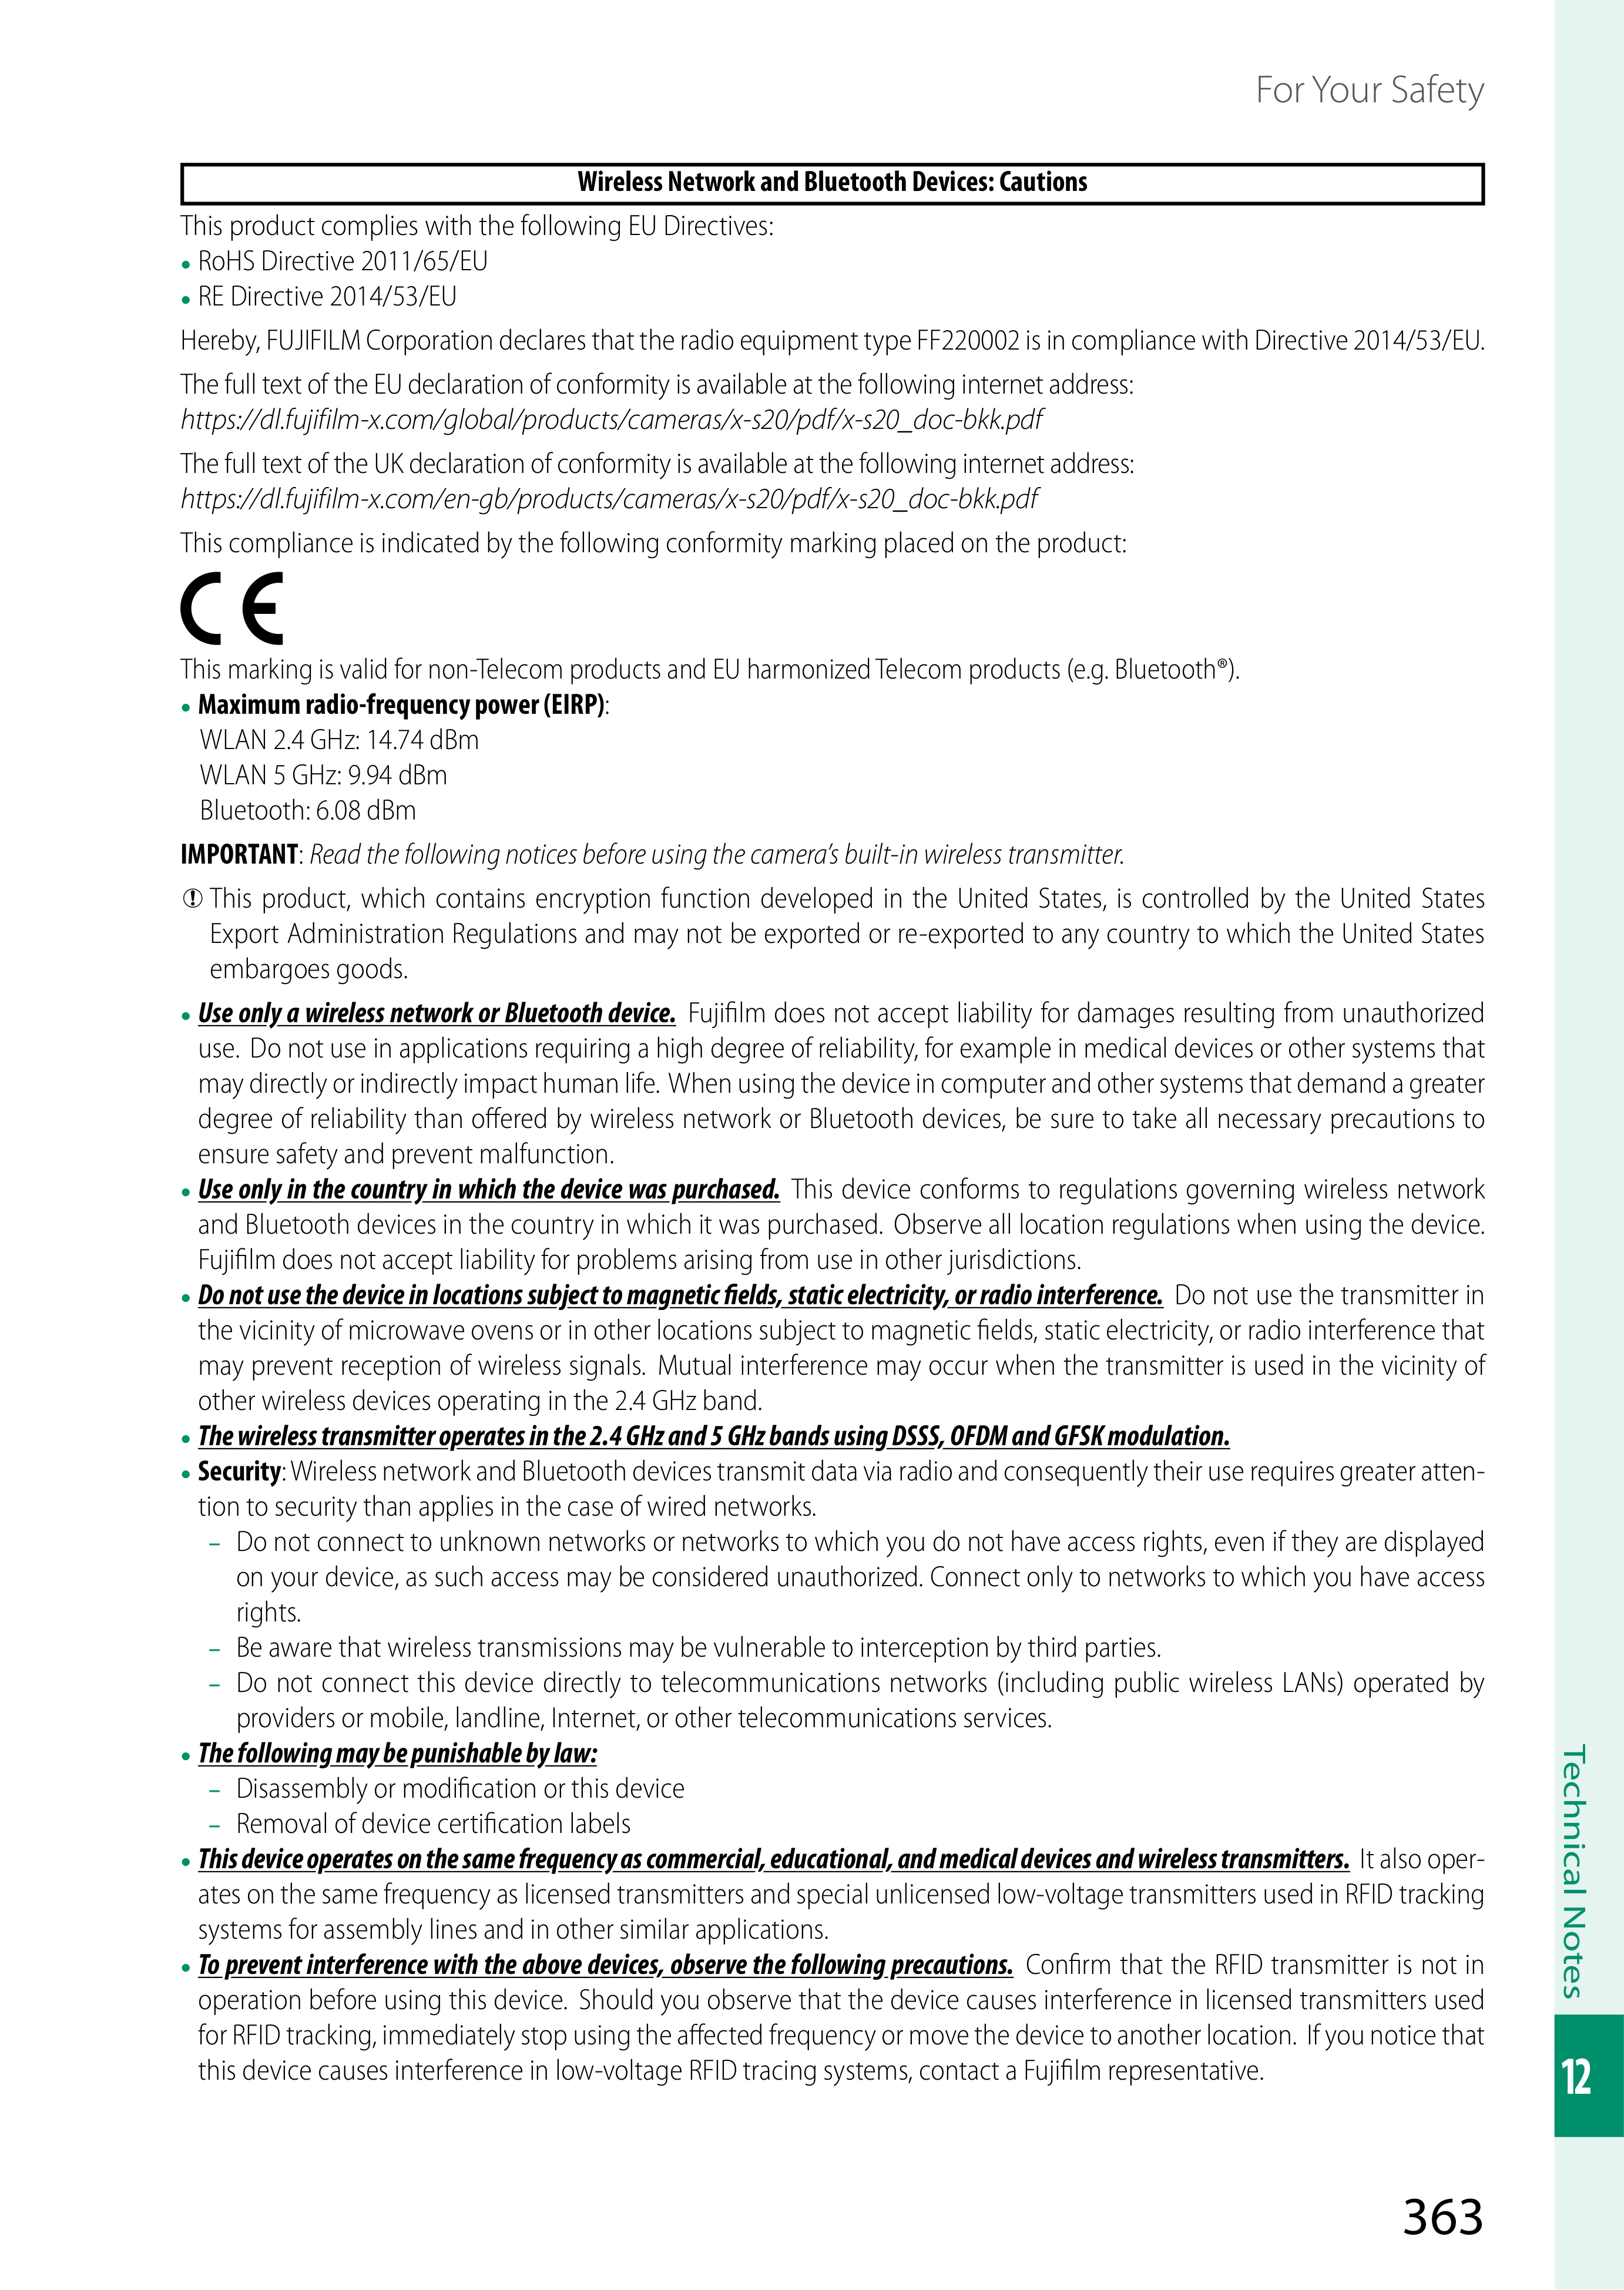 For Your Safety
Wireless Network and Bluetooth Devices: Cautions
This product complies with the following EU Directives:
• RoHS Directive 2011/65/EU
• RE Directive 2014/53/EU
Hereby, FUJIFILM Corporation declares that the radio equipment type FF220002 is in compliance with Directive 2014/53/EU.
The full text of the EU declaration of conformity is available at the following internet address:
https://dl.fujifilm-x.com/global/products/cameras/x-s20/pdf/x-s20_doc-bkk.pdf
The full text of the UK declaration of conformity is available at the following internet address:
https://dl.fujifilm-x.com/en-gb/products/cameras/x-s20/pdf/x-s20_doc-bkk.pdf
This compliance is indicated by the following conformity marking placed on the product:
CE
This marking is valid for non-Telecom products and EU harmonized Telecom products (e.g. Bluetooth®).
• Maximum radio-frequency power (EIRP):
WLAN 2.4 GHz: 14.74 dBm
WLAN 5 GHz: 9.94 dBm
Bluetooth: 6.08 dBm
IMPORTANT: Read the following notices before using the camera’s built-in wireless transmitter.
This product, which contains encryption function developed in the United States, is controlled by the United States
Export Administration Regulations and may not be exported or re-exported to any country to which the United States
embargoes goods.
• Use only a wireless network or Bluetooth device. Fujifilm does not accept liability for damages resulting from unauthorized
use. Do not use in applications requiring a high degree of reliability, for example in medical devices or other systems that
may directly or indirectly impact human life. When using the device in computer and other systems that demand a greater
degree of reliability than offered by wireless network or Bluetooth devices, be sure to take all necessary precautions to
ensure safety and prevent malfunction.
• Use only in the country in which the device was purchased. This device conforms to regulations governing wireless network
and Bluetooth devices in the country in which it was purchased. Observe all location regulations when using the device.
Fujifilm does not accept liability for problems arising from use in other jurisdictions.
• Do not use the device in locations subject to magnetic fields, static electricity, or radio interference. Do not use the transmitter in
the vicinity of microwave ovens or in other locations subject to magnetic fields, static electricity, or radio interference that
may prevent reception of wireless signals. Mutual interference may occur when the transmitter is used in the vicinity of
other wireless devices operating in the 2.4 GHz band.
• The wireless transmitter operates in the 2.4 GHz and 5 GHz bands using DSSS, OFDM and GFSK modulation.
• Security: Wireless network and Bluetooth devices transmit data via radio and consequently their use requires greater atten-
tion to security than applies in the case of wired networks.
– Do not connect to unknown networks or networks to which you do not have access rights, even if they are displayed
on your device, as such access may be considered unauthorized. Connect only to networks to which you have access
rights.
– Be aware that wireless transmissions may be vulnerable to interception by third parties.
– Do not connect this device directly to telecommunications networks (including public wireless LANs) operated by
providers or mobile, landline, Internet, or other telecommunications services.
• The following may be punishable by law:
– Disassembly or modification or this device
– Removal of device certification labels
• This device operates on the same frequency as commercial, educational, and medical devices and wireless transmitters. It also oper-
ates on the same frequency as licensed transmitters and special unlicensed low-voltage transmitters used in RFID tracking
systems for assembly lines and in other similar applications.
• To prevent interference with the above devices, observe the following precautions. Confirm that the RFID transmitter is not in
operation before using this device. Should you observe that the device causes interference in licensed transmitters used
for RFID tracking, immediately stop using the affected frequency or move the device to another location. If you notice that
this device causes interference in low-voltage RFID tracing systems, contact a Fujifilm representative.
Technical Notes
12
363